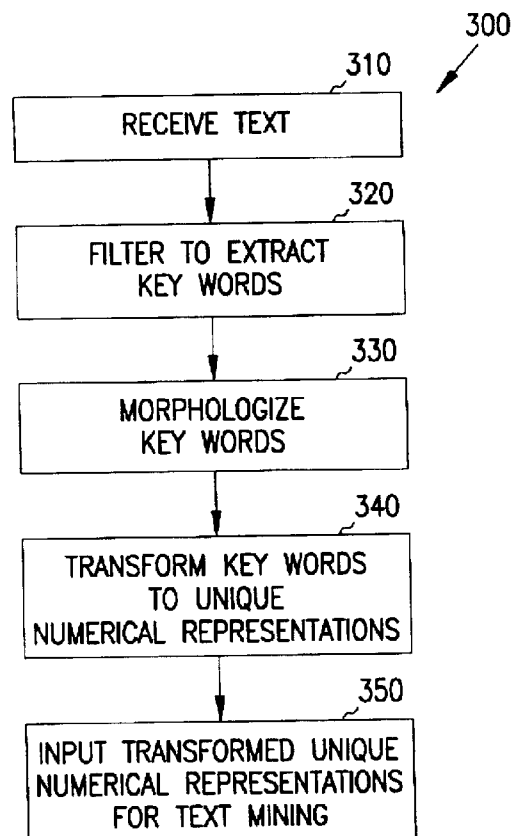 300
310
RECEIVE TEXT
320
FILTER TO EXTRACT
KEY WORDS
330
MORPHOLOGIZE
KEY WORDS
340
TRANSFORM KEY WORDS
TO UNIQUE
NUMERICAL REPRESENTATIONS
350
INPUT TRANSFORMED UNIQUE
NUMERICAL REPRESENTATIONS
FOR TEXT MINING